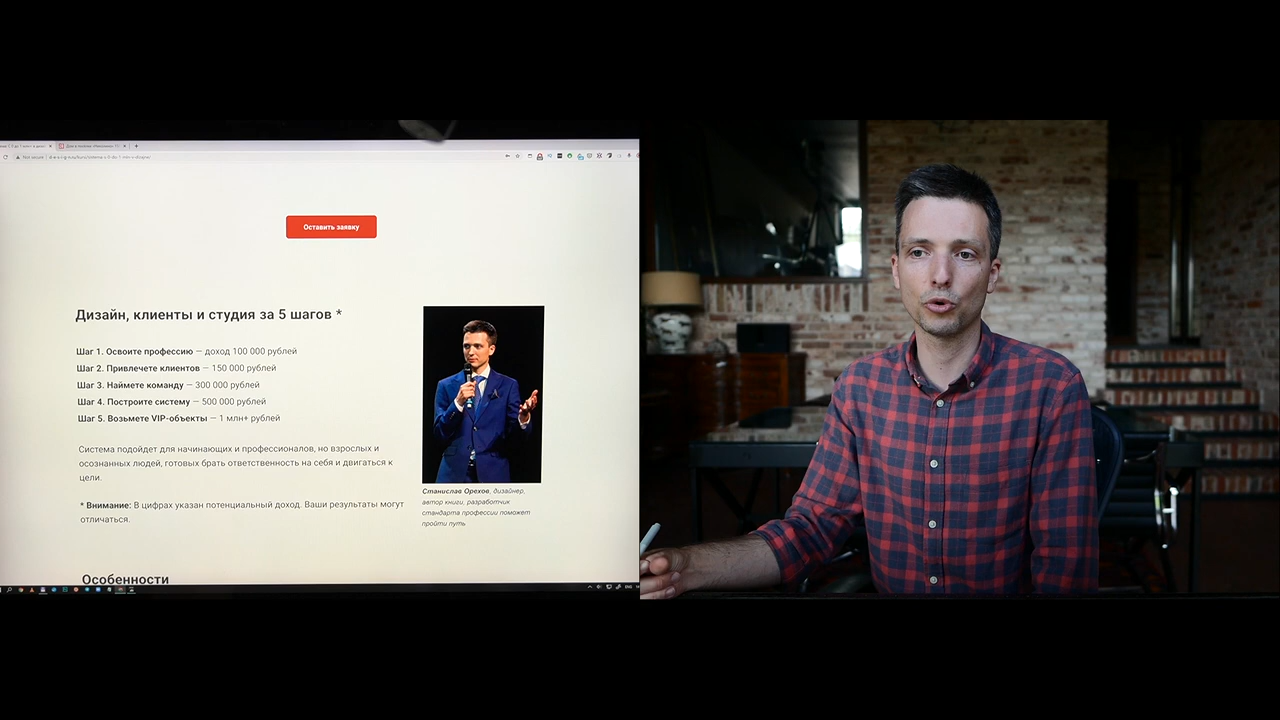 Not secure
Оставить заявку
Дизайн, клиенты и студия за 5 шагов *
Шаг 1. Освоите профессию — доход 100 000 рублей
Шаг 2. Привлечете клиентов — 150 000 рублей
Шаг 3. Наймете команду — 300 000 рублей
Шаг 4. Построите систему — 500 000 рублей
Шаг 5. Возьмете VIP-объекты — 1 млн+ рублей
Система подойдет для начинающих и профессионалов, но взрослых и
осознанных людей, готовых брать ответственность на себя и двигаться к
цели.
* Внимание: В цифрах указан потенциальный доход. Ваши результаты могут
отличаться.
Станислав Орехов, дизайнер,
автор книги, разработчик
стандарта профессии поможет
пройти путь
Особенности
ENG